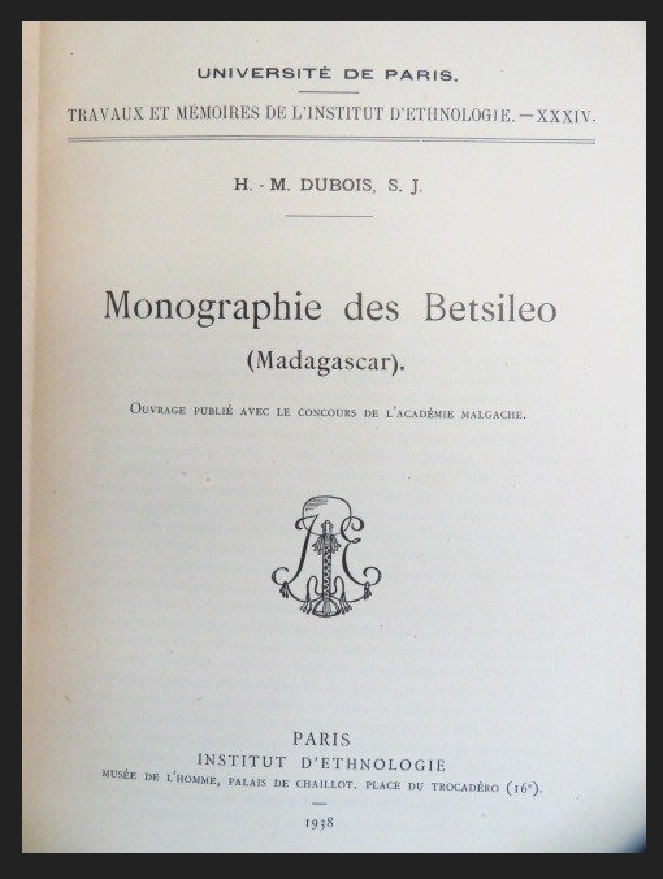 UNIVERSITÉ DE PARIS.
TRAVAUX ET MÉMOIRES DE L'INSTITUT D'ETHNOLOGIE. — XXXIV.
H. - M. DUBOIS, S. J.
Monographie des Betsileo
(Madagascar).
OUVRAGE PUBLIÉ AVEC LE CONCOURS DE L'ACADÉMIE MALGACHE.
IE
PARIS
INSTITUT D'ETHNOLOGIE
MUSÉE DE L'HOMME, PALAIS DE CHAILLOT. PLACE DU TROCADÉRO (16e).
1938